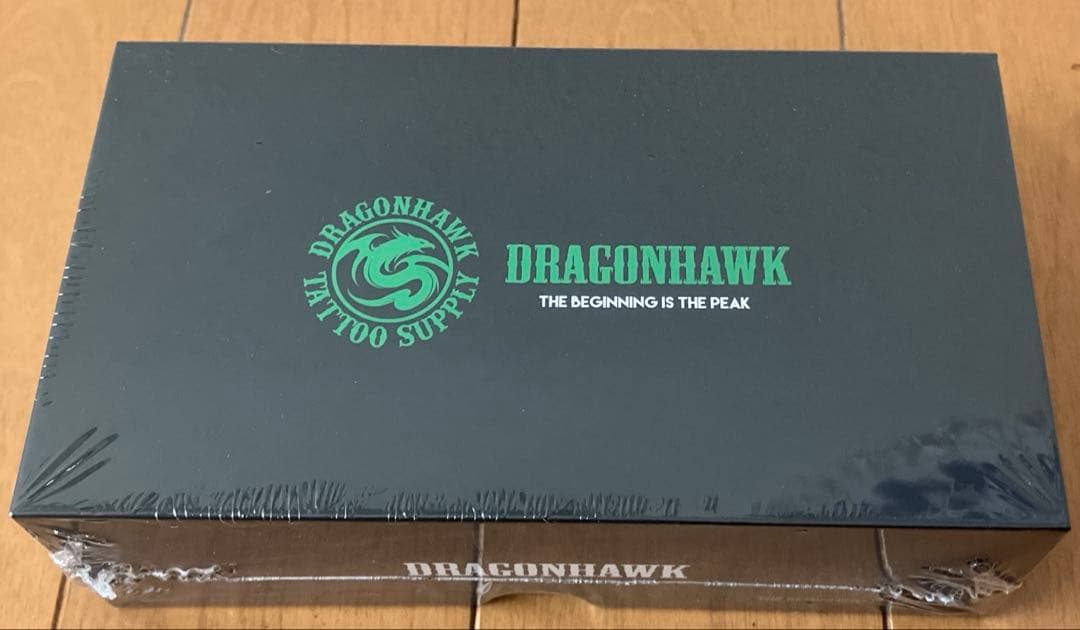 DRAGONHAWK
TATTOO SUPPLY
DRAGONHAWK
THE BEGINNING IS THE PEAK
DRAGONHAWK